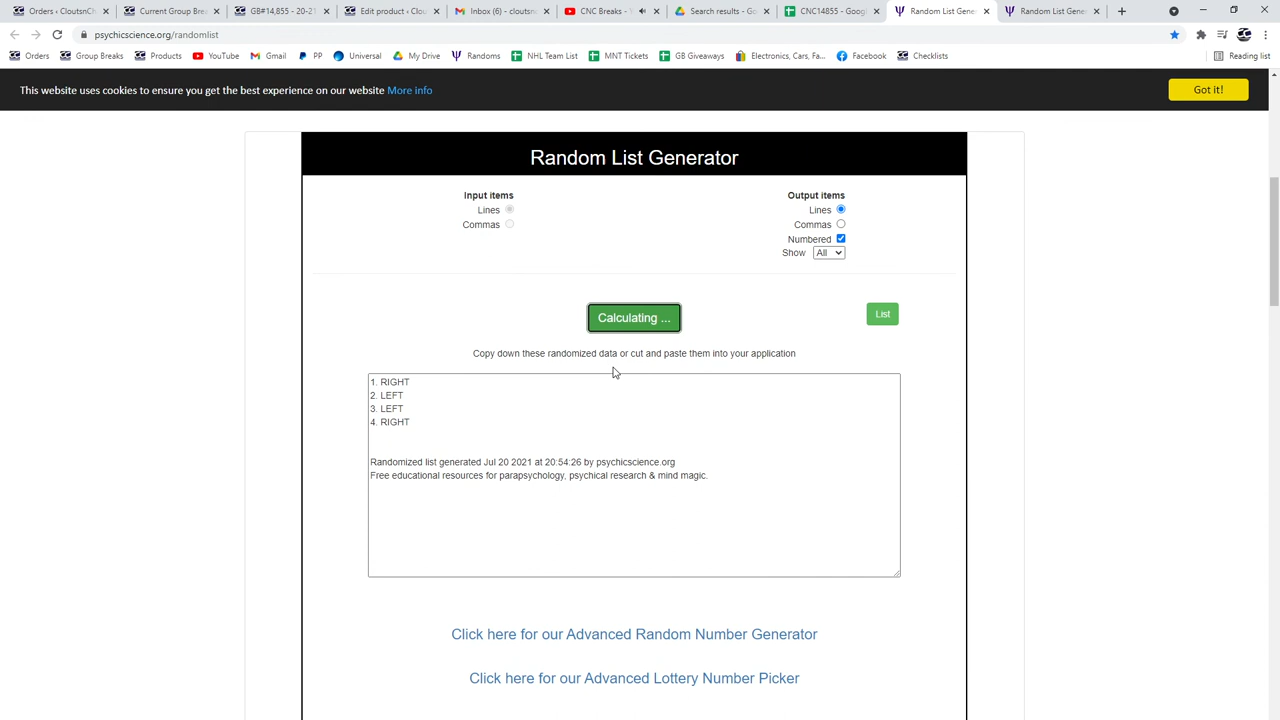 Orders - CloutsnCh
Current Group Brea
GB#14,855 - 20-21
Edit product ‹ Clou
Inbox (6) - cloutsn
CNC Breaks - Y
Search results - Go
CNC14855 - Goog
Random List Gene
Random List Gene
psychicscience.org/randomlist
Orders
Group Breaks
Products
YouTube
Gmail
PP
Universal
My Drive
Randoms
NHL Team List
MNT Tickets
GB Giveaways
Electronics, Cars, Fa...
Facebook
Checklists
Reading list
This website uses cookies to ensure you get the best experience on our website More info
Got it!
Random List Generator
Input items
Lines
Commas
Output items
Lines
Commas
Numbered
Show All
Calculating ...
List
Copy down these randomized data or cut and paste them into your application
1. RIGHT
2. LEFT
3. LEFT
4. RIGHT
Randomized list generated Jul 20 2021 at 20:54:26 by psychicscience.org
Free educational resources for parapsychology, psychical research & mind magic.
Click here for our Advanced Random Number Generator
Click here for our Advanced Lottery Number Picker